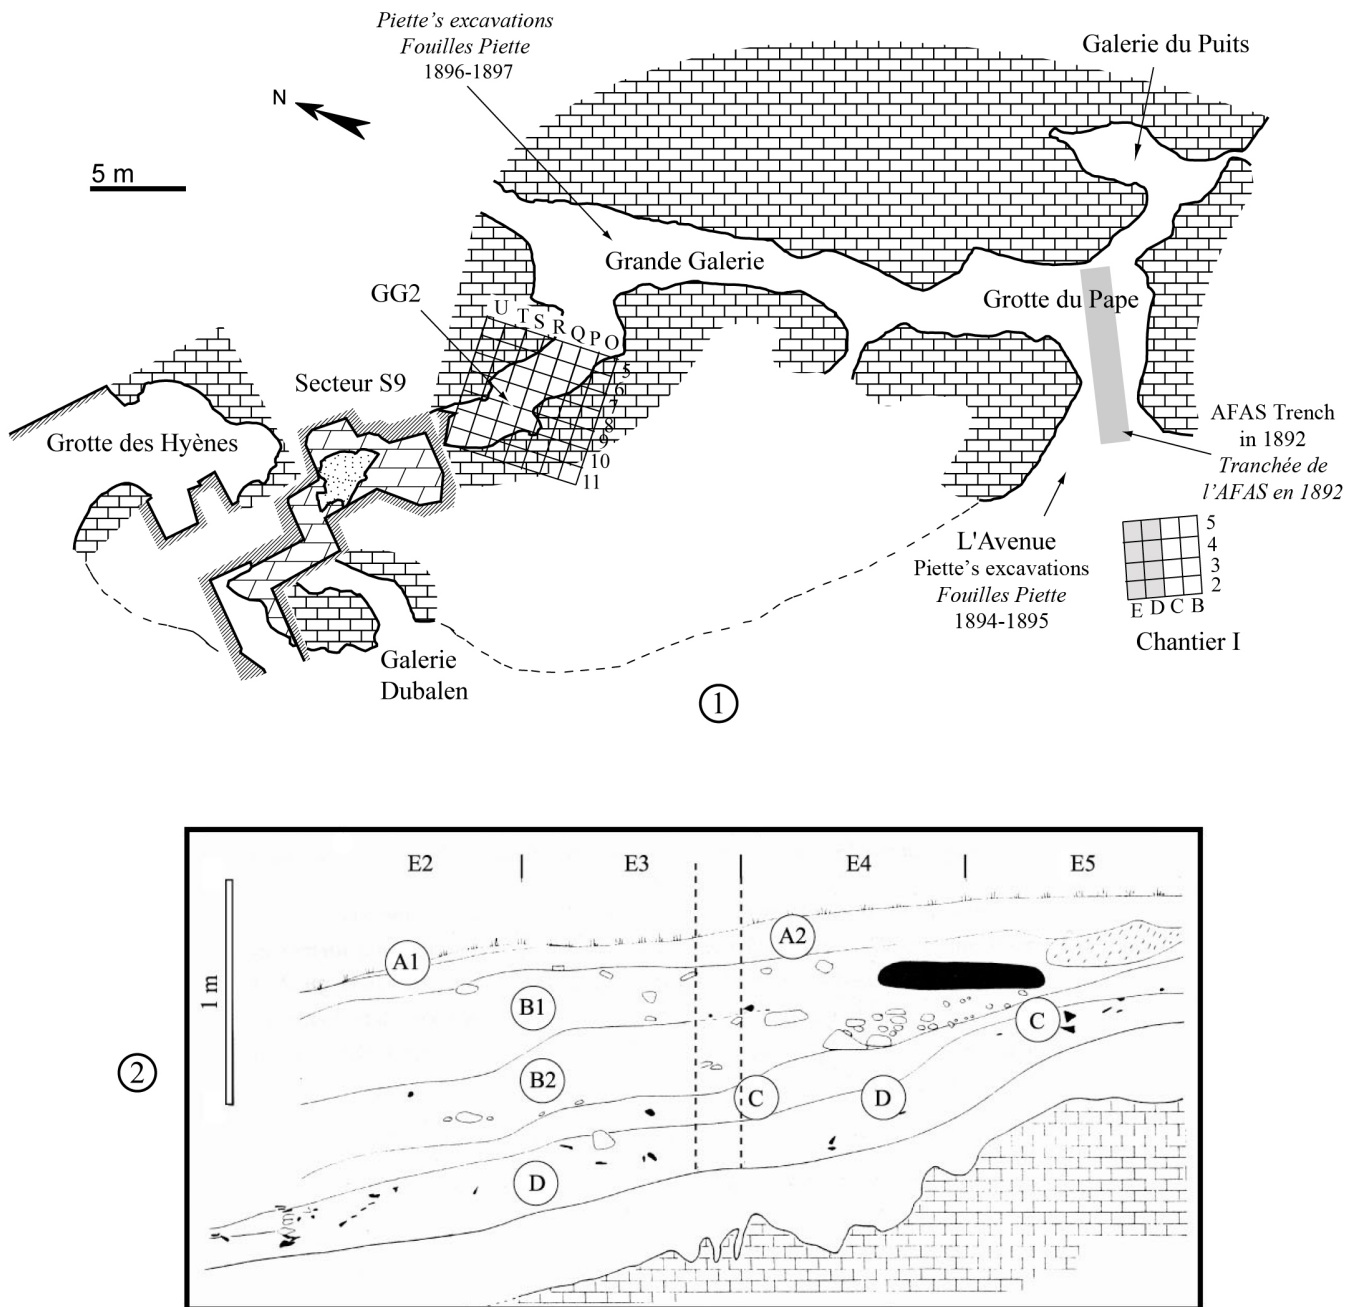 Piette's excavations
Fouilles Piette
1896-1897
Galerie du Puits
N
5 m
Grande Galerie
GG2
U T S R Q P O
5
6
7
8
9
10
11
Grotte du Pape
Secteur S9
Grotte des Hyènes
AFAS Trench
in 1892
Tranchée de
l'AFAS en 1892
L'Avenue
Piette's excavations
Fouilles Piette
1894-1895
5
4
3
2
E D C B
Chantier I
Galerie
Dubalen
1
E2 E3 E4 E5
A1
A2
B1
B2
C
C
D
D
1 m
2